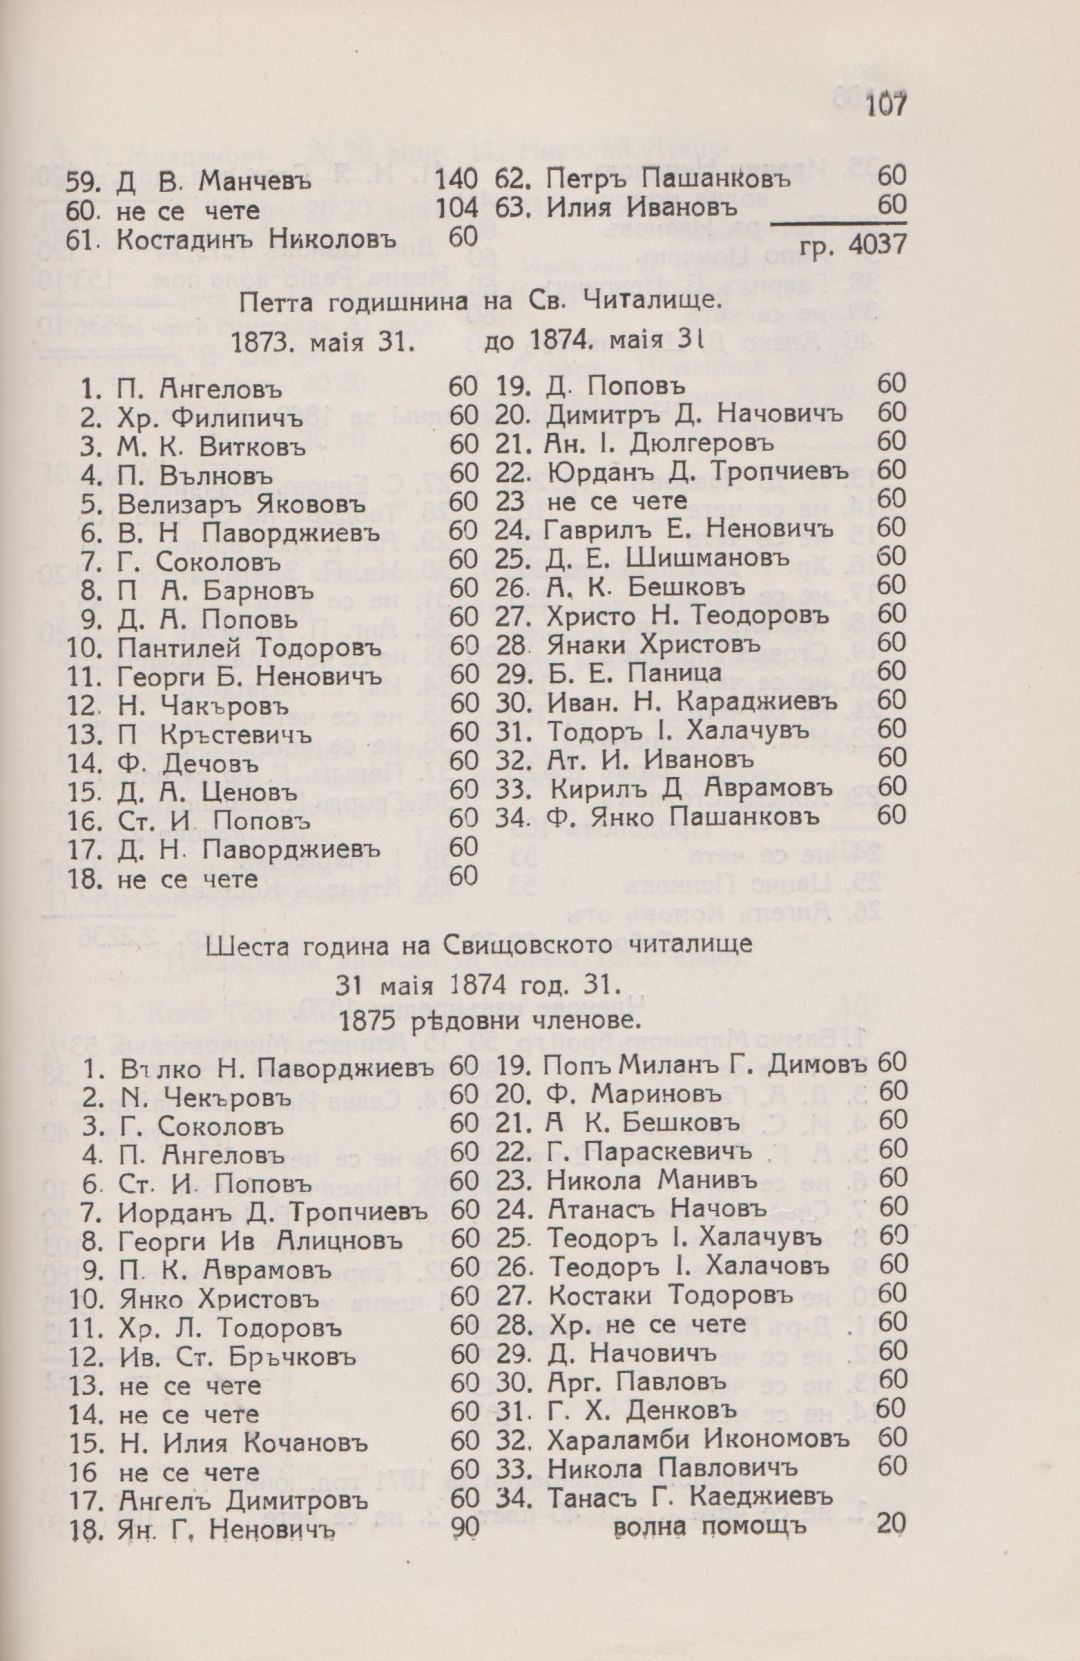 107
59. Д В. Манчевъ 140
60. не се чете 104
61. Костадинъ Николовъ 60
62. Петръ Пашанковъ 60
63. Илия Ивановъ 60
гр. 4037
Петта годишнина на Св. Читалище.
1873. маія 31. до 1874. маія 31
1. П. Ангеловъ 60
2. Хр. Филипичъ 60
3. М. К. Витковъ 60
4. П. Вълновъ 60
5. Велизаръ Якововъ 60
6. В. Н Паворджиевъ 60
7. Г. Соколовъ 60
8. П А. Барновъ 60
9. Д. А. Поповь 60
10. Пантилей Тодоровъ 60
11. Георги Б. Неновичъ 60
12. Н. Чакъровъ 60
13. П Кръстевичъ 60
14. Ф. Дечовъ 60
15. Д. А. Ценовъ 60
16. Ст. И. Поповъ 60
17. Д. Н. Паворджиевъ 60
18. не се чете 60
19. Д. Поповъ 60
20. Димитръ Д. Начовичъ 60
21. Ан. І. Дюлгеровъ 60
22. Юрданъ Д. Тропчиевъ 60
23 не се чете 60
24. Гаврилъ Е. Неновичъ 60
25. Д. Е. Шишмановъ 60
26. А. К. Бешковъ 60
27. Христо Н. Теодоровъ 60
28. Янаки Христовъ 60
29. Б. Е. Паница 60
30. Иван. Н. Караджиевъ 60
31. Тодоръ І. Халачувъ 60
32. Ат. И. Ивановъ 60
33. Кирилъ Д Аврамовъ 60
34. Ф. Янко Пашанковъ 60
Шеста година на Свищовското читалище
31 маія 1874 год. 31.
1875 рѣдовни членове.
1. Вълко Н. Паворджиевъ 60
2. N. Чекъровъ 60
3. Г. Соколовъ 60
4. П. Ангеловъ 60
6. Ст. И. Поповъ 60
7. Иорданъ Д. Тропчиевъ 60
8. Георги Ив Алицновъ 60
9. П. К. Аврамовъ 60
10. Янко Христовъ 60
11. Хр. Л. Тодоровъ 60
12. Ив. Ст. Бръчковъ 60
13. не се чете 60
14. не се чете 60
15. Н. Илия Кочановъ 60
16 не се чете 60
17. Ангелъ Димитровъ 60
18. Ян. Г. Неновичъ 90
19. Попъ Миланъ Г. Димовъ 60
20. Ф. Мариновъ 60
21. А К. Бешковъ 60
22. Г. Параскевичъ 60
23. Никола Манивъ 60
24. Атанасъ Начовъ 60
25. Теодоръ І. Халачувъ 60
26. Теодоръ І. Халачовъ 60
27. Костаки Тодоровъ 60
28. Хр. не се чете 60
29. Д. Начовичъ 60
30. Арг. Павловъ 60
31. Г. Х. Денковъ 60
32. Хараламби Икономовъ 60
33. Никола Павловичъ 60
34. Танасъ Г. Каеджиевъ
волна помощъ 20